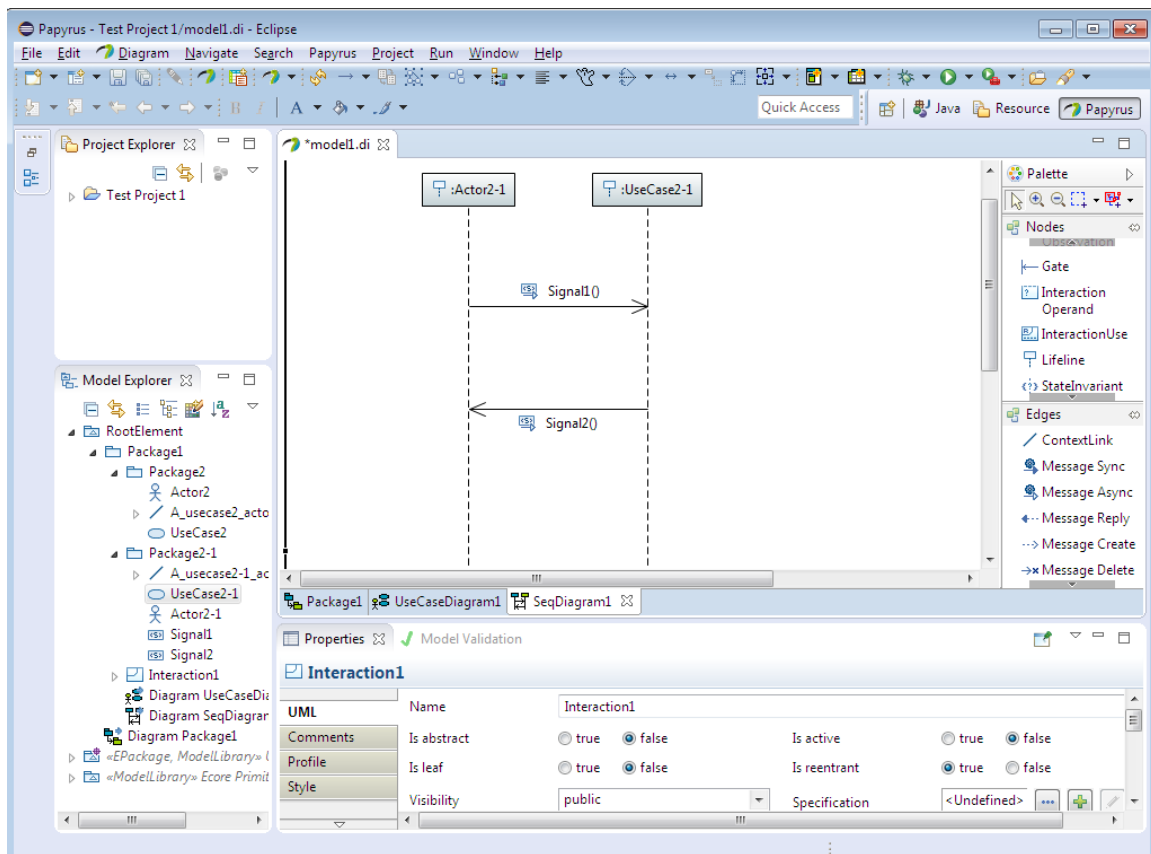 Papyrus - Test Project 1/model1.di - Eclipse
File Edit Diagram Navigate Search Papyrus Project Run Window Help
B I A Quick Access Java Resource Papyrus
Project Explorer
Test Project 1
*model1.di
:Actor2-1 :UseCase2-1
Signal1()
Signal2()
Palette
Nodes
Observation
Gate
Interaction
Operand
InteractionUse
Lifeline
StateInvariant
Edges
ContextLink
Message Sync
Message Async
Message Reply
Message Create
Message Delete
Model Explorer
RootElement
Package1
Package2
Actor2
A_usecase2_acto
UseCase2
Package2-1
A_usecase2-1_ac
UseCase2-1
Actor2-1
Signal1
Signal2
Interaction1
Diagram UseCaseDia
Diagram SeqDiagrar
Diagram Package1
«EPackage, ModelLibrary» U
«ModelLibrary» Ecore Primit
Package1 UseCaseDiagram1 SeqDiagram1
Properties Model Validation
Interaction1
UML
Comments
Profile
Style
Name Interaction1
Is abstract true false Is active true false
Is leaf true false Is reentrant true false
Visibility public Specification <Undefined>